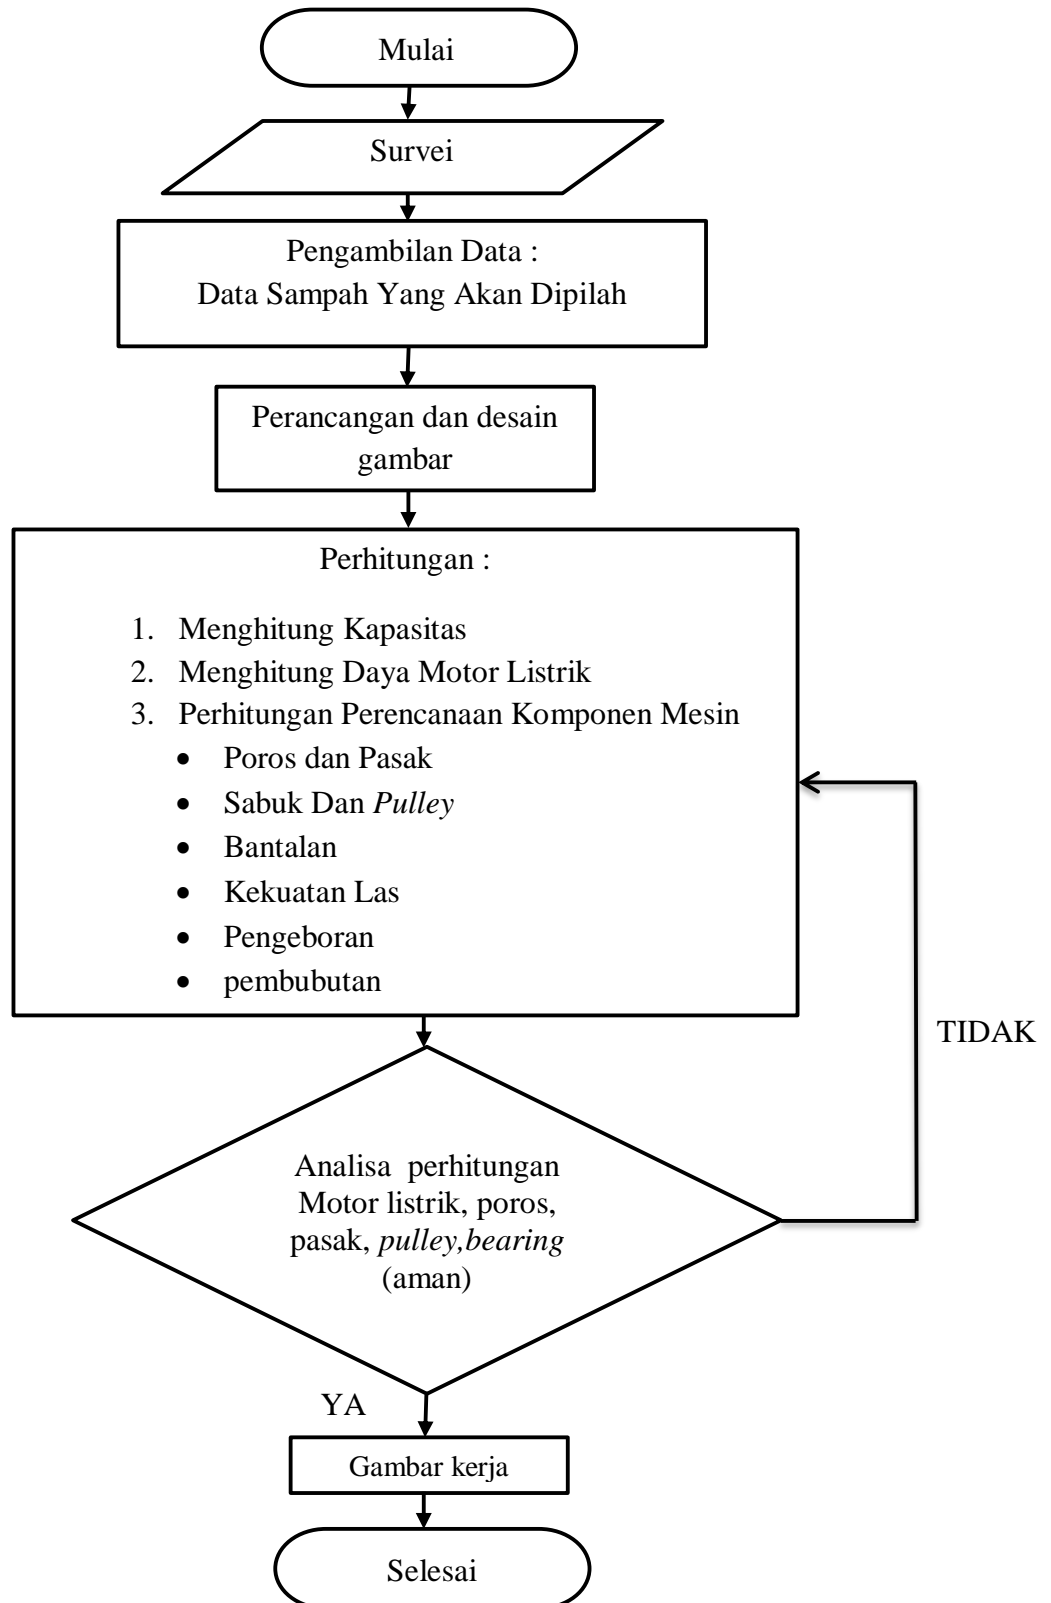 Mulai
Survei
Pengambilan Data :
Data Sampah Yang Akan Dipilah
Perancangan dan desain
gambar
Perhitungan :
1. Menghitung Kapasitas
2. Menghitung Daya Motor Listrik
3. Perhitungan Perencanaan Komponen Mesin
• Poros dan Pasak
• Sabuk Dan Pulley
• Bantalan
• Kekuatan Las
• Pengeboran
• pembubutan
TIDAK
Analisa perhitungan
Motor listrik, poros,
pasak, pulley,bearing
(aman)
YA
Gambar kerja
Selesai